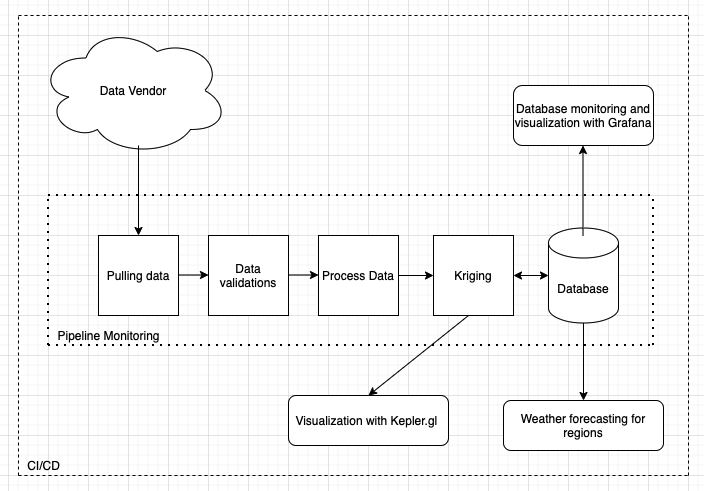 Data Vendor
Database monitoring and
visualization with Grafana
Pulling data
Data
validations
Process Data
Kriging
Database
Pipeline Monitoring
Visualization with Kepler.gl
Weather forecasting for
regions
CI/CD